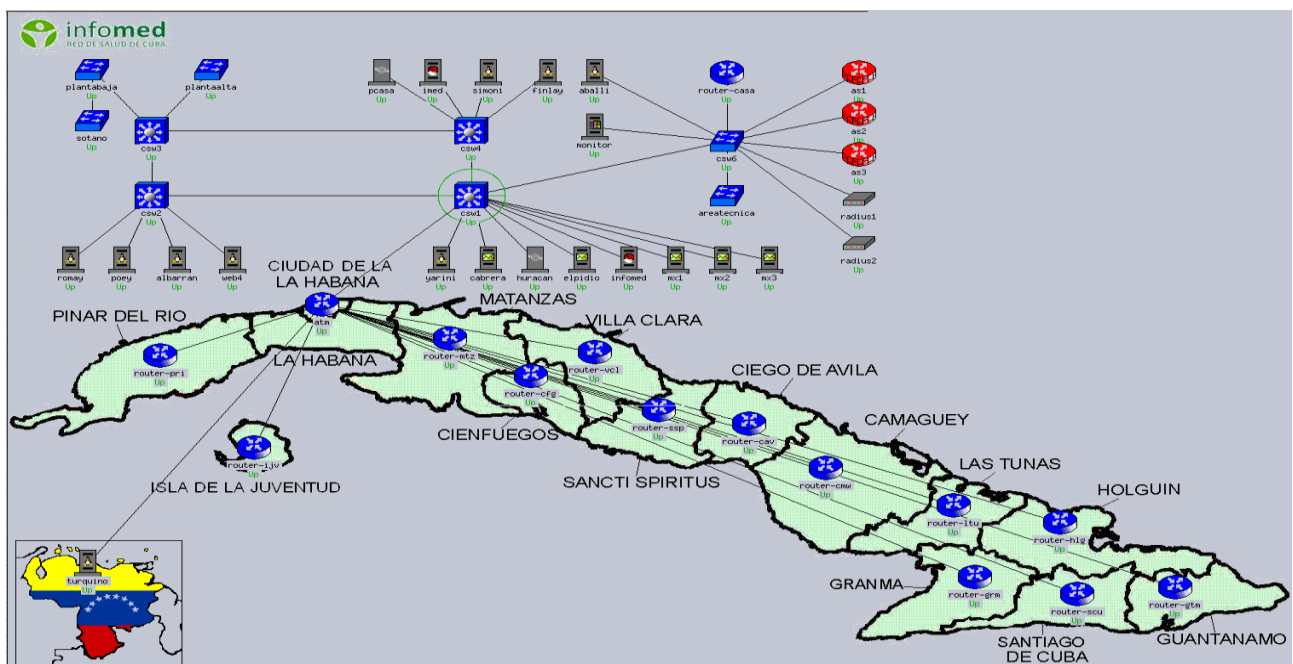 infomed
RED DE SALUD DE CUBA
plantabaja
Up
plantaalta
Up
sotano
Up
csw3
Up
csw4
Up
pcasa
Up
imed
Up
simoni
Up
finlay
Up
aballi
Up
router-casa
Up
monitor
Up
csw6
Up
as1
Up
as2
Up
as3
Up
radius1
Up
radius2
Up
areatecnica
Up
csw2
Up
csw1
Up
romay
Up
poey
Up
albarran
Up
web4
Up
yarini
Up
cabrera
Up
huracan
Up
elpidio
Up
infomed
Up
mx1
Up
mx2
Up
mx3
Up
CIUDAD DE LA
LA HABANA
atm
Up
PINAR DEL RIO
router-pri
Up
LA HABANA
MATANZAS
router-mtz
Up
VILLA CLARA
router-vcl
Up
router-cfg
Up
CIENFUEGOS
router-ssp
Up
SANCTI SPIRITUS
CIEGO DE AVILA
router-cav
Up
CAMAGUEY
router-cmw
Up
LAS TUNAS
router-ltu
Up
HOLGUIN
router-hlg
Up
router-ijv
Up
ISLA DE LA JUVENTUD
turquino
Up
GRANMA
router-grm
Up
router-scu
Up
SANTIAGO
DE CUBA
router-gtm
Up
GUANTANAMO